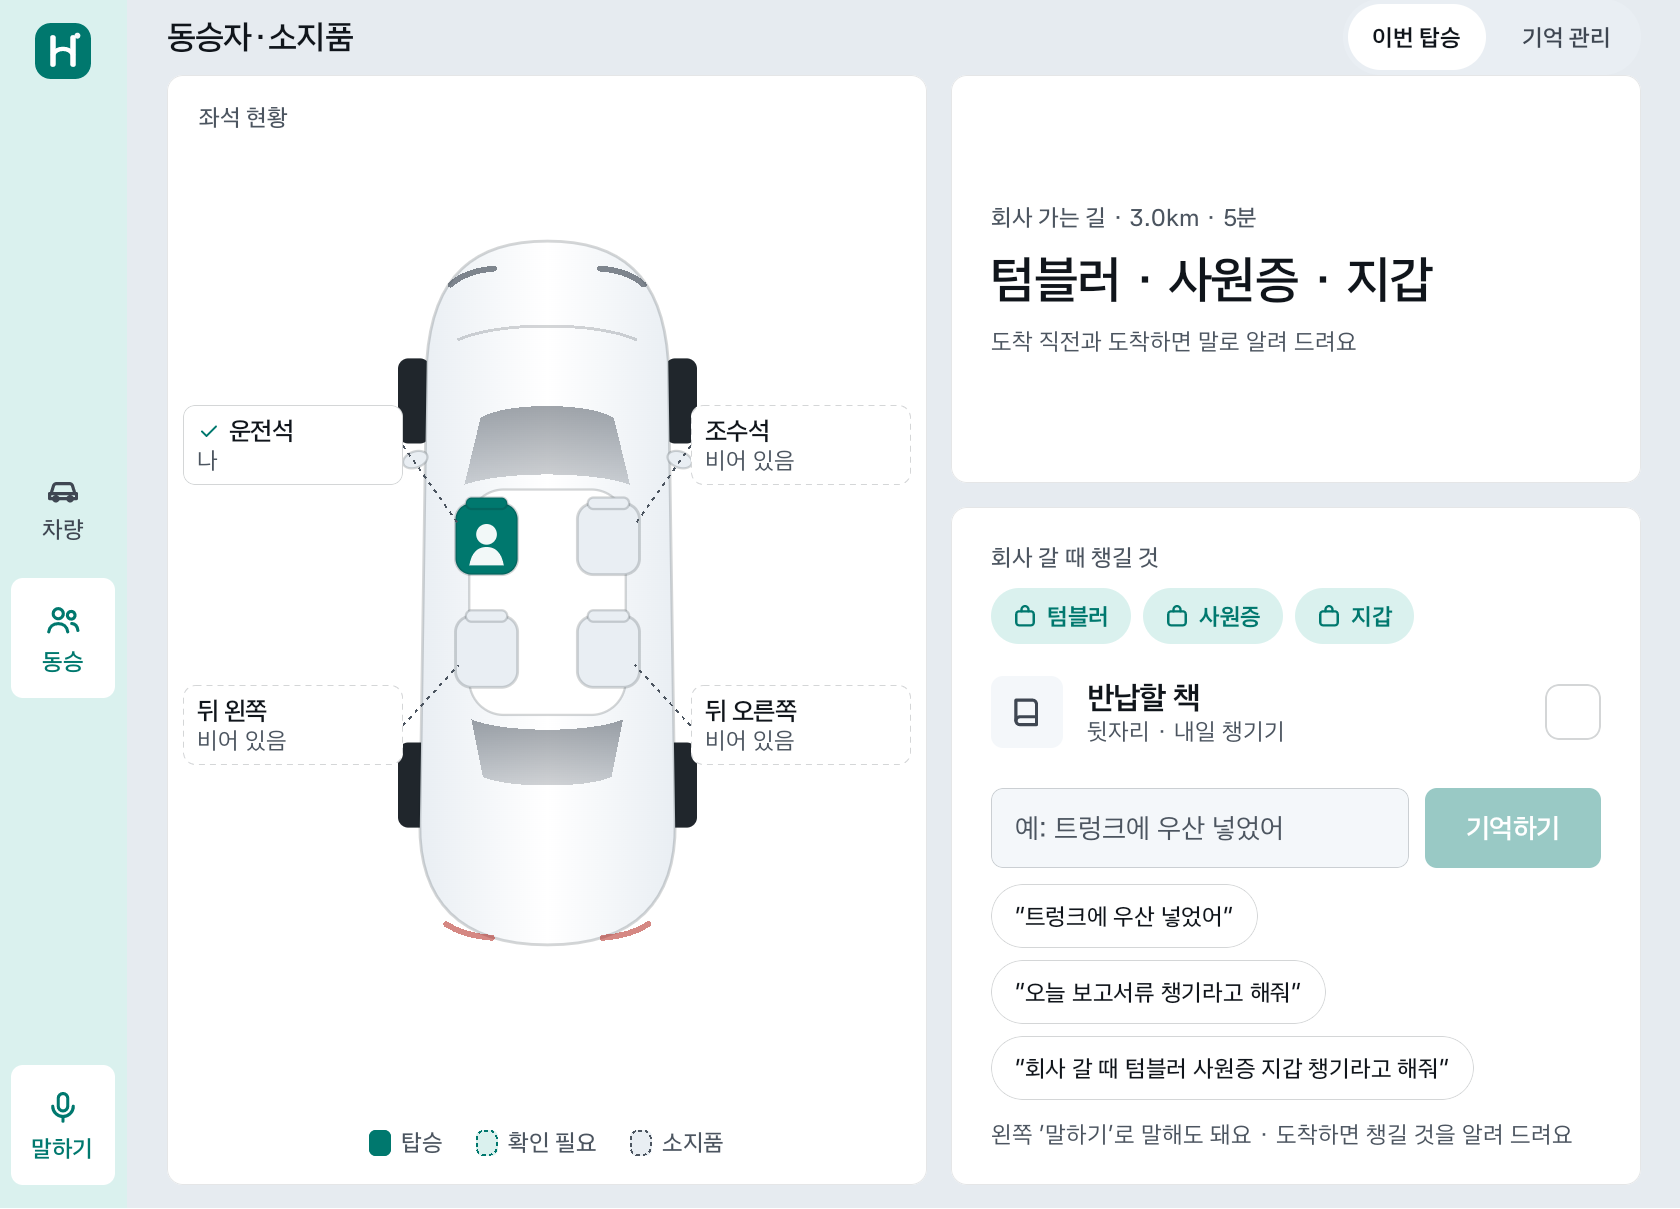 동승자 · 소지품
이번 탑승
기억 관리
좌석 현황
운전석
나
조수석
비어 있음
뒤 왼쪽
비어 있음
뒤 오른쪽
비어 있음
탑승
확인 필요
소지품
회사 가는 길 · 3.0km · 5분
텀블러 · 사원증 · 지갑
도착 직전과 도착하면 말로 알려 드려요
회사 갈 때 챙길 것
텀블러
사원증
지갑
반납할 책
뒷자리 · 내일 챙기기
예: 트렁크에 우산 넣었어
기억하기
"트렁크에 우산 넣었어"
"오늘 보고서류 챙기라고 해줘"
"회사 갈 때 텀블러 사원증 지갑 챙기라고 해줘"
왼쪽 '말하기'로 말해도 돼요 · 도착하면 챙길 것을 알려 드려요
H
차량
동승
말하기